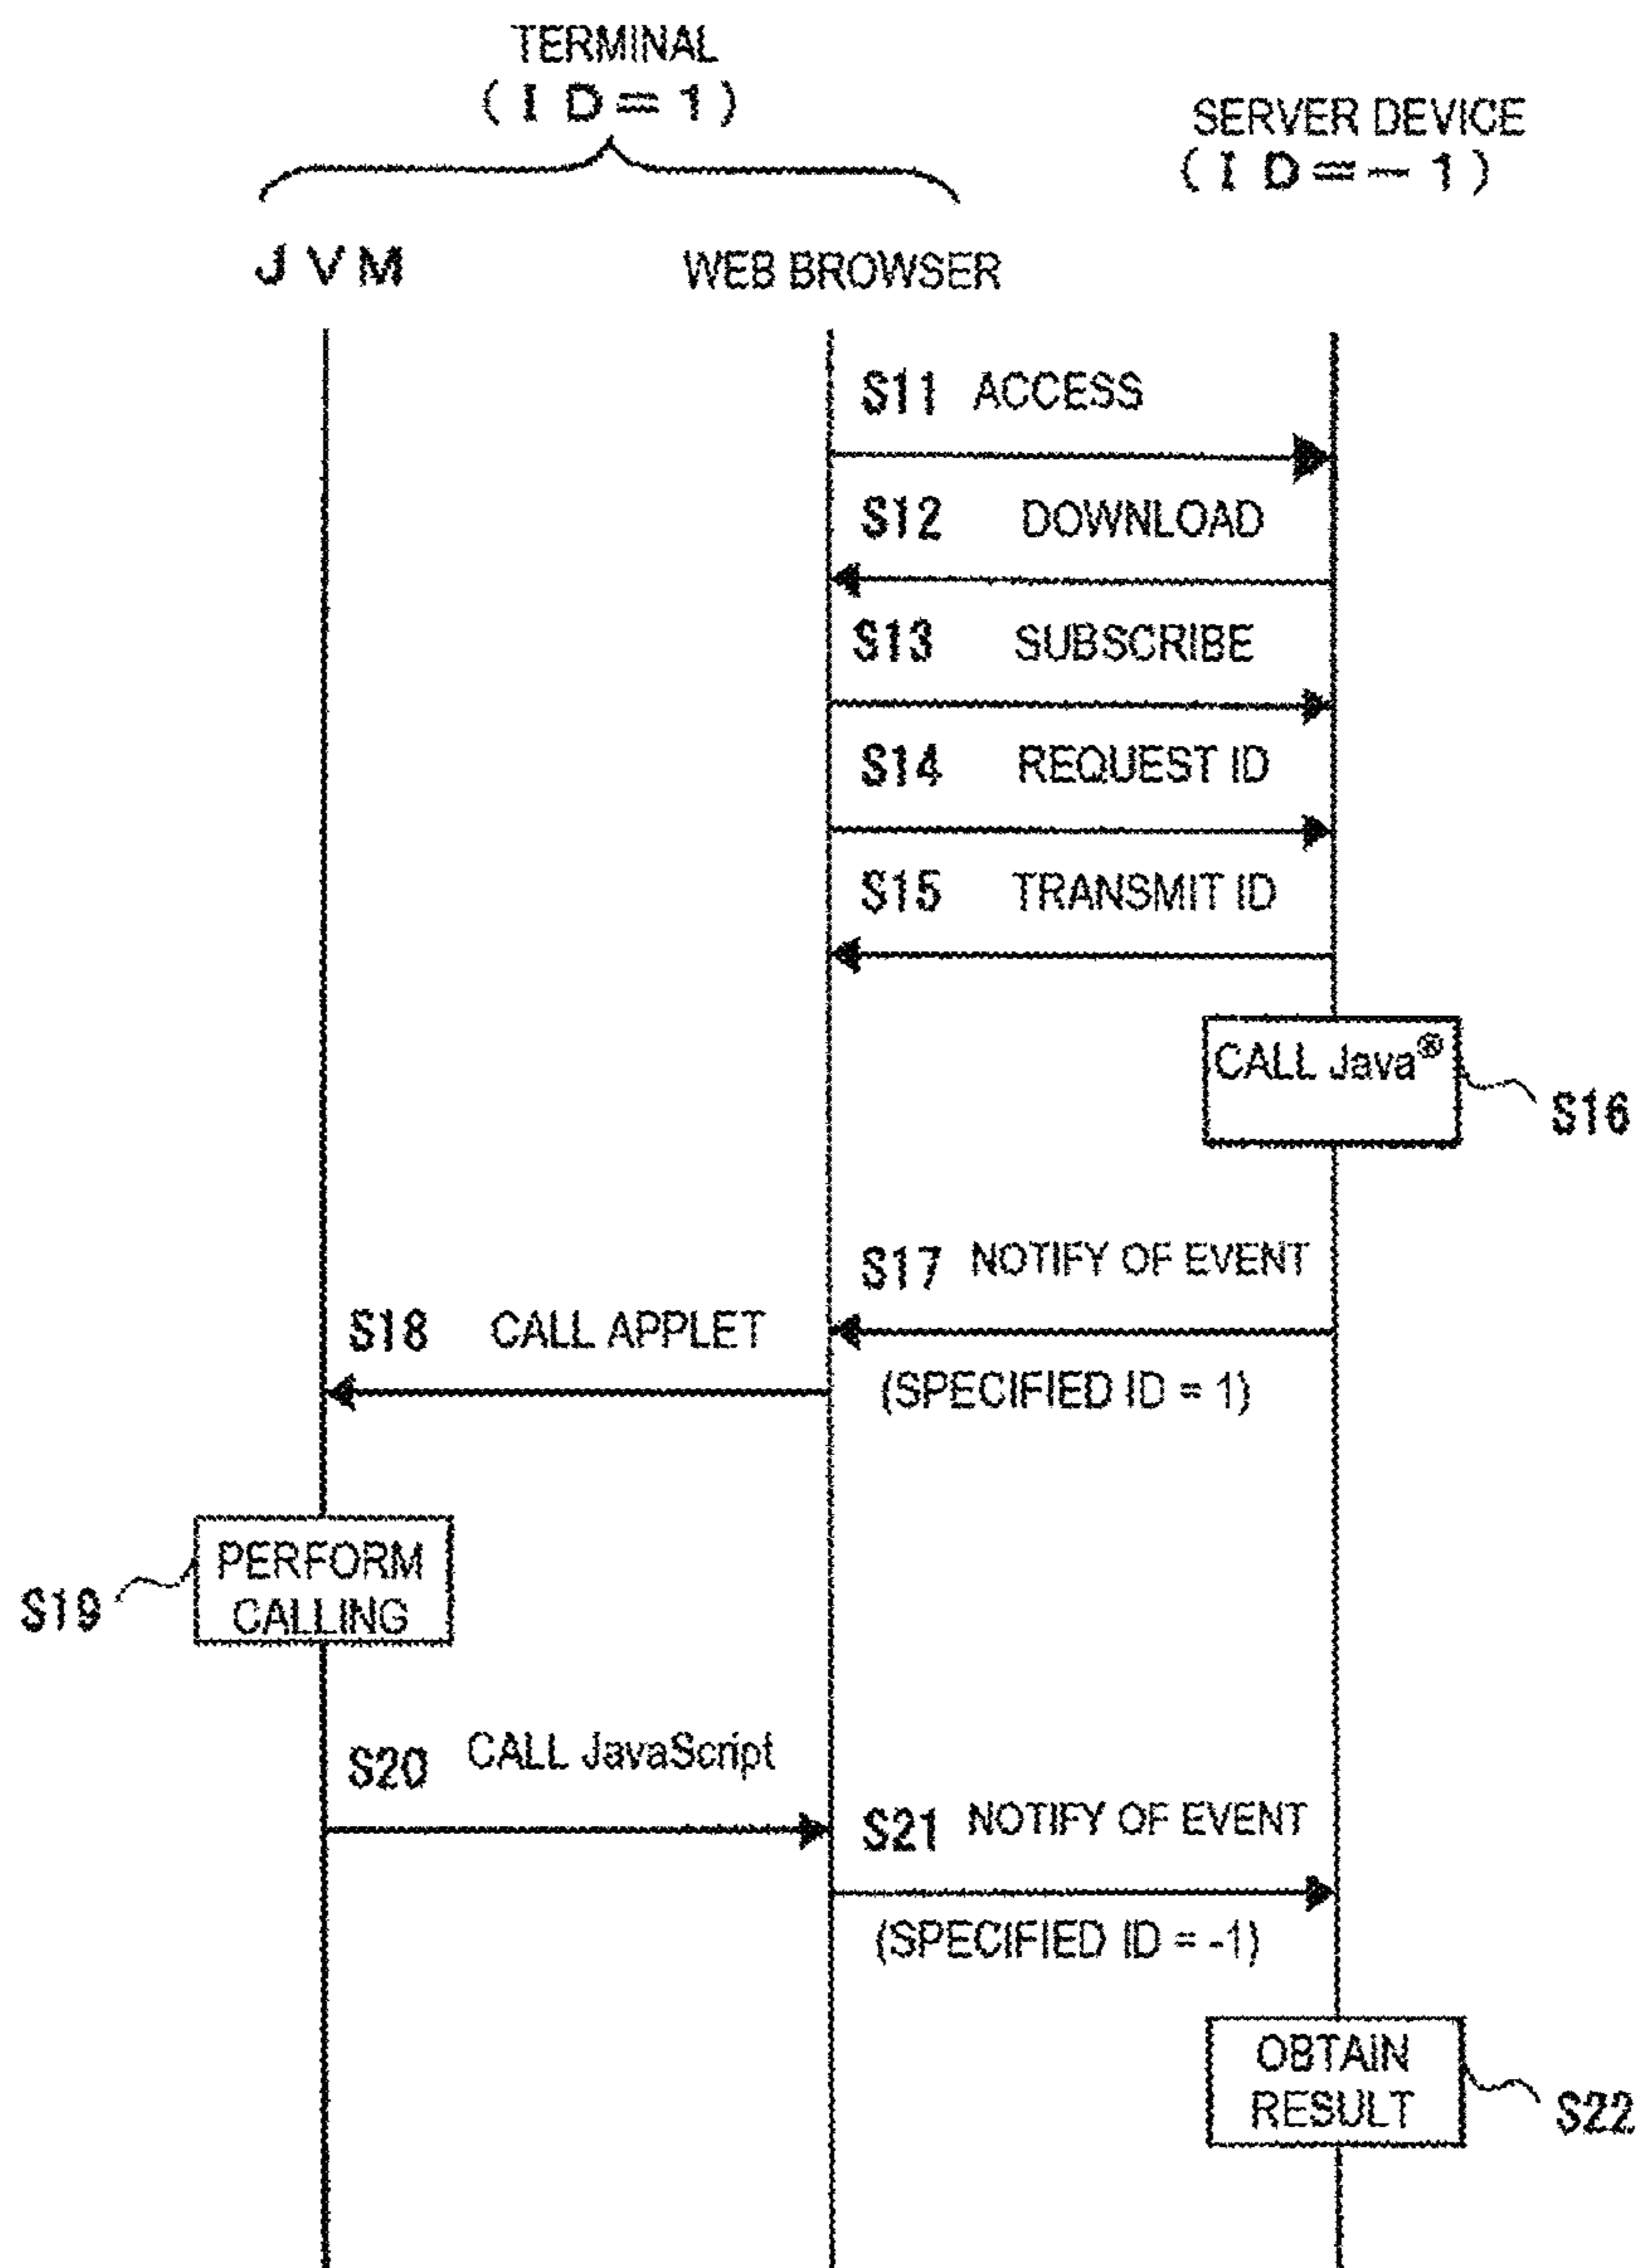 TERMINAL
(ID=1)
SERVER DEVICE
(ID=-1)
JVM
WEB BROWSER
S11 ACCESS
S12 DOWNLOAD
S13 SUBSCRIBE
S14 REQUEST ID
S15 TRANSMIT ID
CALL Java®
S16
S17 NOTIFY OF EVENT
S18 CALL APPLET
(SPECIFIED ID = 1)
PERFORM
CALLING
S19
S20 CALL JavaScript
S21 NOTIFY OF EVENT
(SPECIFIED ID = -1)
OBTAIN
RESULT
S22